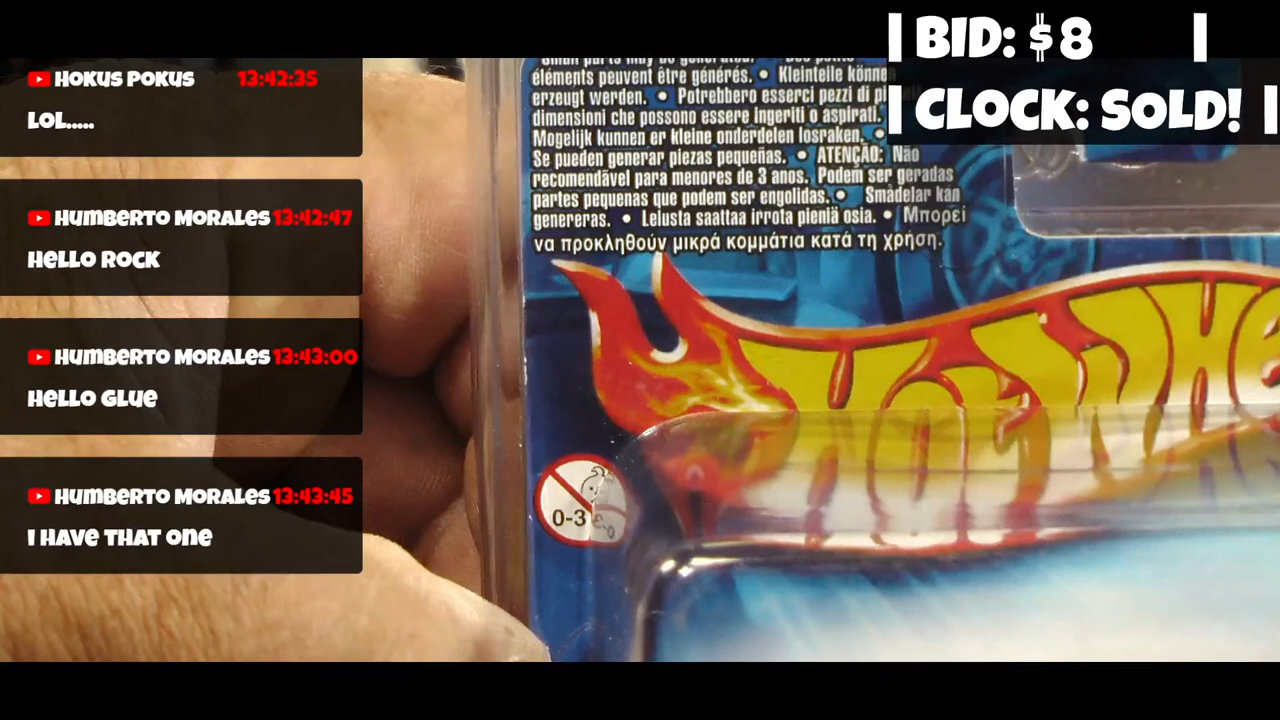 BID: $8
CLOCK: SOLD!
HOKUS POKUS 13:42:35
LOL.....
HUMBERTO MORALES 13:42:47
HELLO ROCK
HUMBERTO MORALES 13:43:00
HELLO GLUE
HUMBERTO MORALES 13:43:45
I HAVE THAT ONE
éléments peuvent être générés. • Kleinteile könne
erzeugt werden. • Potrebbero esserci pezzi di pi
dimensioni che possono essere ingeriti o aspirati.
Mogelijk kunnen er kleine onderdelen losraken. •
Se pueden generar piezas pequeñas. • ATENÇÃO: Não
recomendável para menores de 3 anos. Podem ser geradas
partes pequenas que podem ser engolidas. • Smådelar kan
genereras. • Lelusta saattaa irrota pieniä osia. • Μπορεί
να προκληθούν μικρά κομμάτια κατά τη χρήση.
HOT WHE
0-3